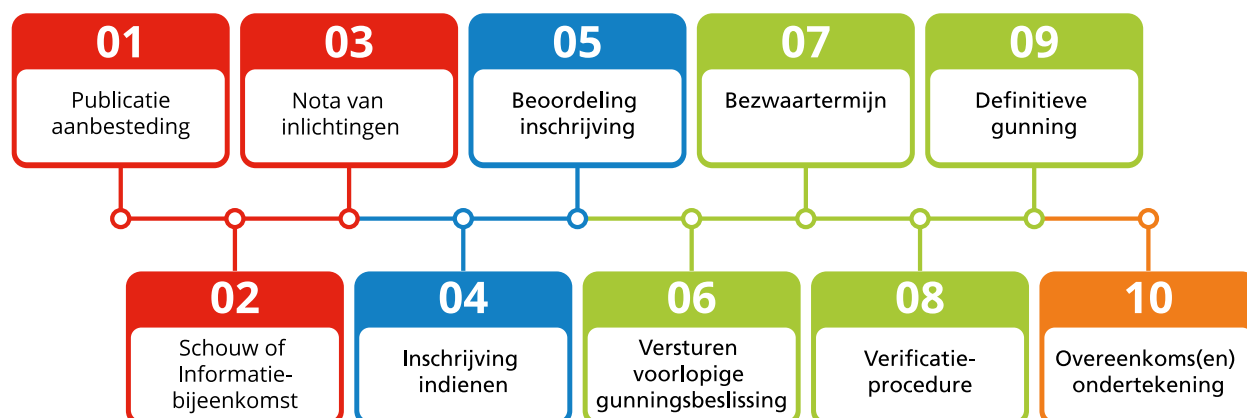 01
Publicatie
aanbesteding
02
Schouw of
Informatie-
bijeenkomst
03
Nota van
inlichtingen
04
Inschrijving
indienen
05
Beoordeling
inschrijving
06
Versturen
voorlopige
gunningsbeslissing
07
Bezwaartermijn
08
Verificatie-
procedure
09
Definitieve
gunning
10
Overeenkoms(en)
ondertekening